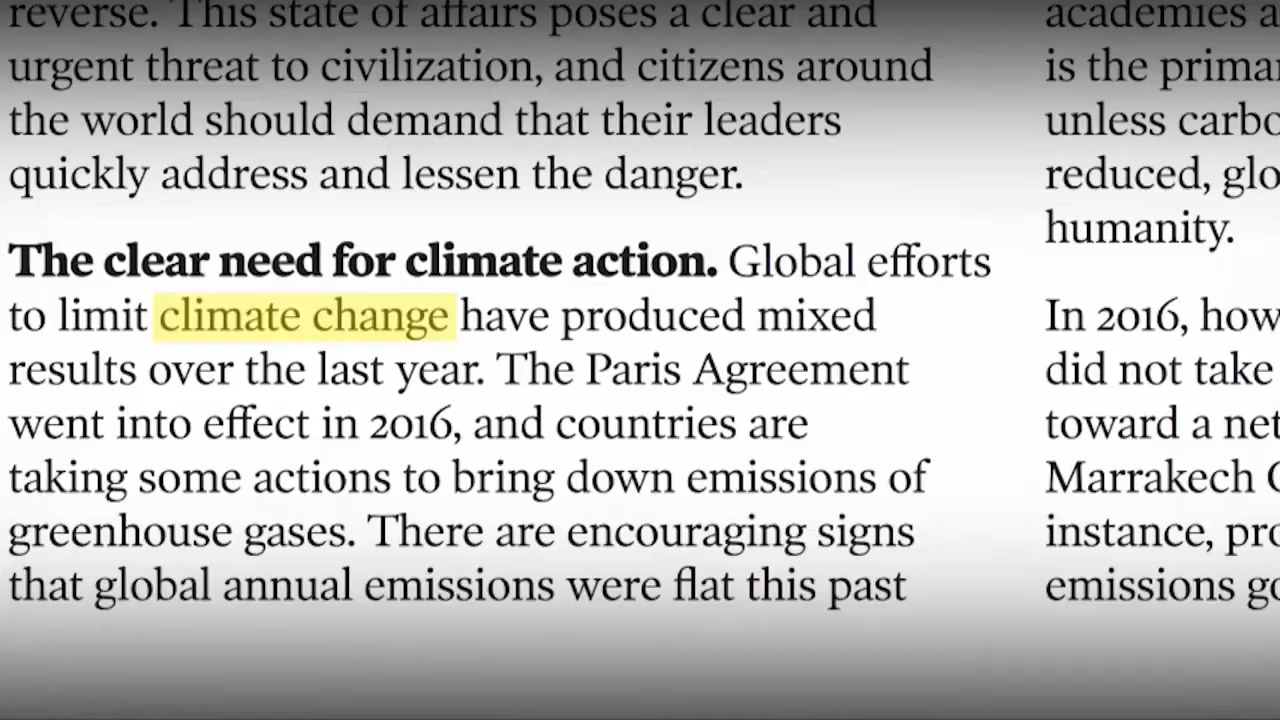 reverse. This state of affairs poses a clear and
urgent threat to civilization, and citizens around
the world should demand that their leaders
quickly address and lessen the danger.
The clear need for climate action. Global efforts
to limit climate change have produced mixed
results over the last year. The Paris Agreement
went into effect in 2016, and countries are
taking some actions to bring down emissions of
greenhouse gases. There are encouraging signs
that global annual emissions were flat this past
academies a
is the prima
unless carbo
reduced, glo
humanity.
In 2016, how
did not take
toward a net
Marrakech C
instance, pro
emissions go